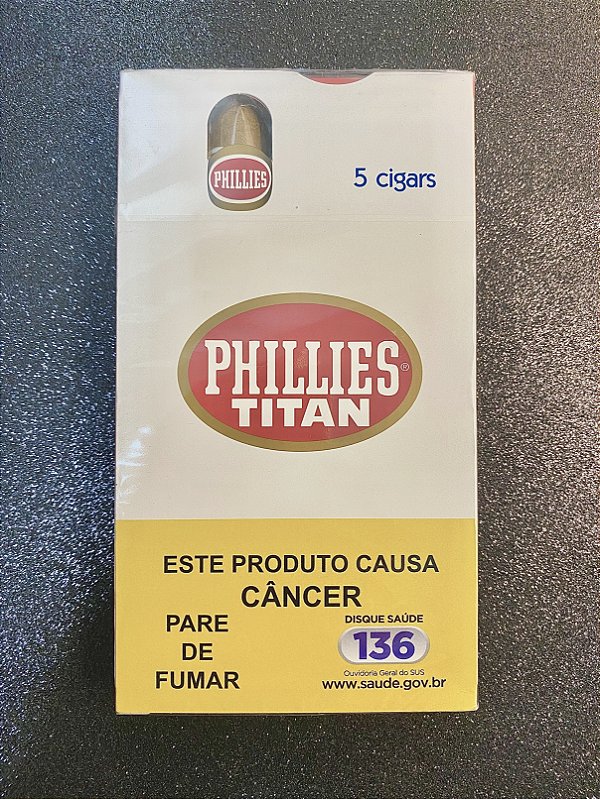 PHILLIES
5 cigars
PHILLIES®
TITAN
ESTE PRODUTO CAUSA
CÂNCER
PARE
DE
FUMAR
DISQUE SAÚDE
136
Ouvidoria Geral do SUS
www.saude.gov.br